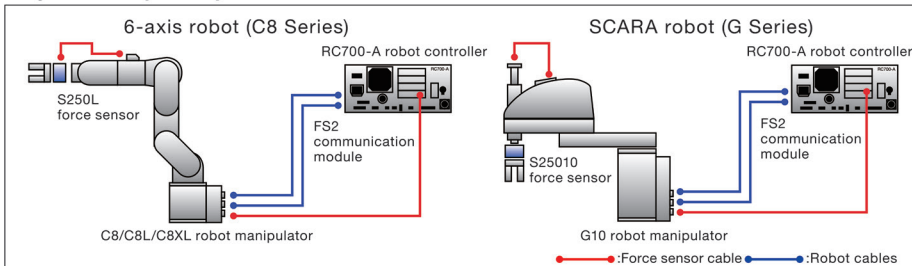 6-axis robot (C8 Series)
RC700-A robot controller
RC700-A
S250L
force sensor
FS2
communication
module
C8/C8L/C8XL robot manipulator
SCARA robot (G Series)
RC700-A robot controller
RC700-A
S25010
force sensor
FS2
communication
module
G10 robot manipulator
:Force sensor cable
:Robot cables